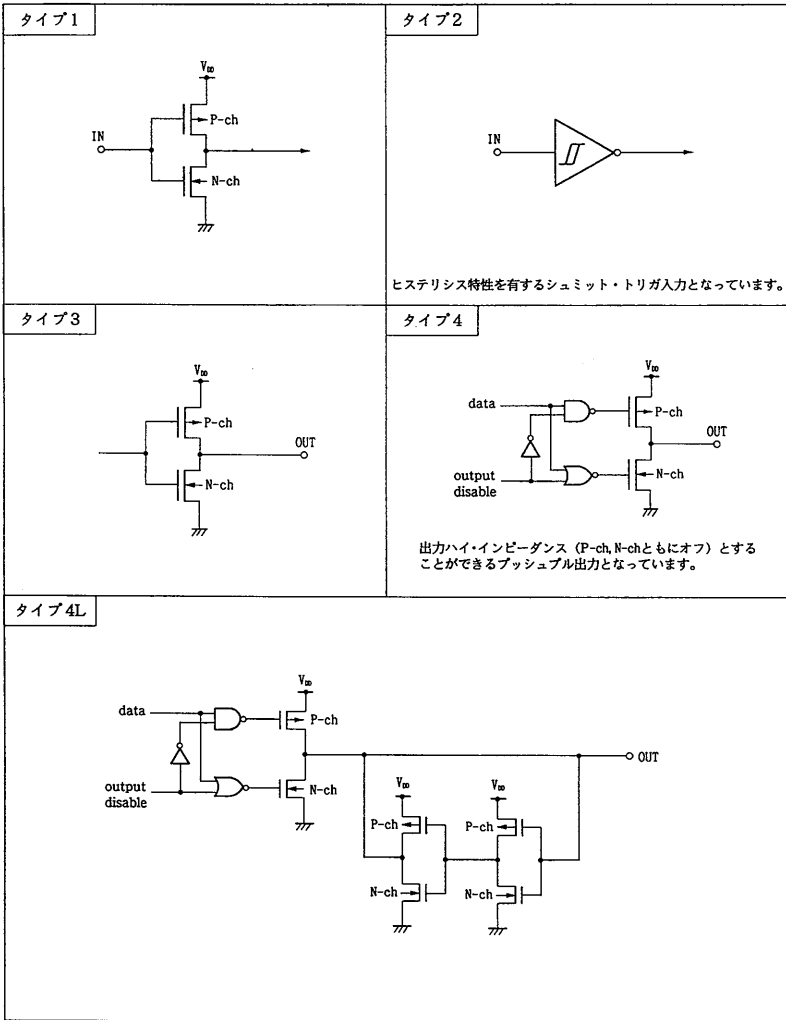 タイプ1
VDD
P-ch
IN
N-ch
タイプ2
IN
ヒステリシス特性を有するシュミット・トリガ入力となっています。
タイプ3
VDD
P-ch
OUT
N-ch
タイプ4
VDD
data
P-ch
OUT
output
disable
N-ch
出力ハイ・インピーダンス（P-ch, N-chともにオフ）とする
ことができるプッシュプル出力となっています。
タイプ4L
VDD
data
P-ch
OUT
output
disable
N-ch
VDD
VDD
P-ch
P-ch
N-ch
N-ch